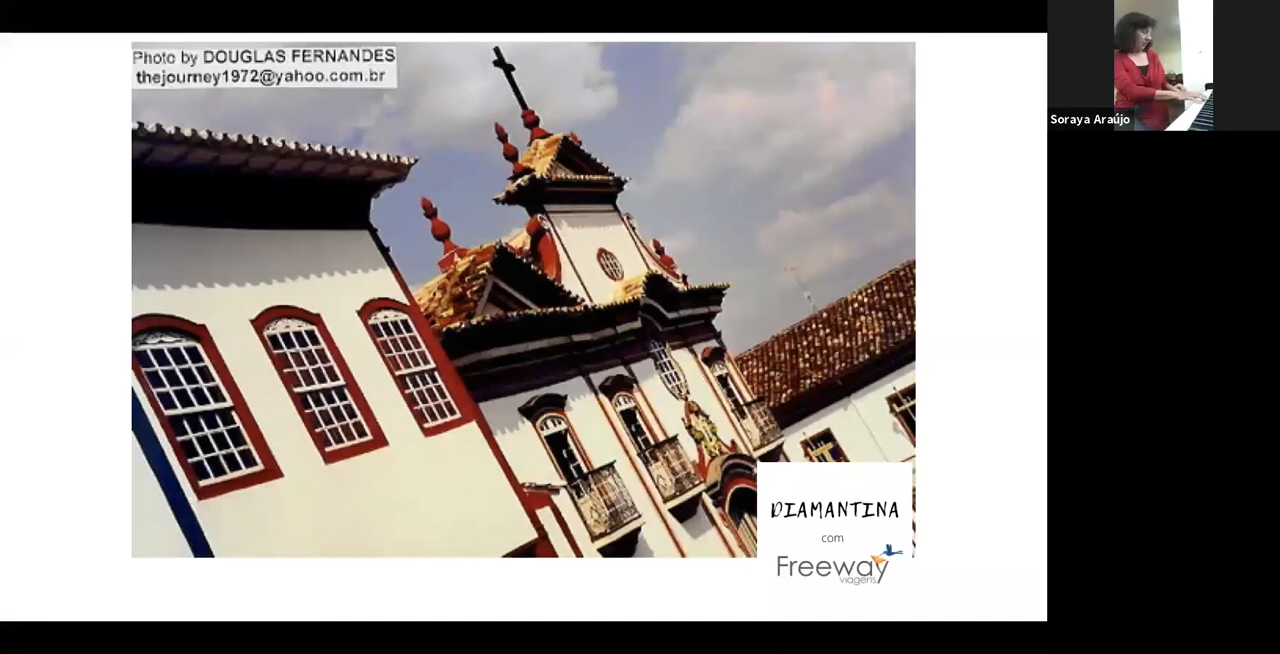 Photo by DOUGLAS FERNANDES
thejourney1972@yahoo.com.br
Soraya Araújo
DIAMANTINA
com
Freeway
viagens